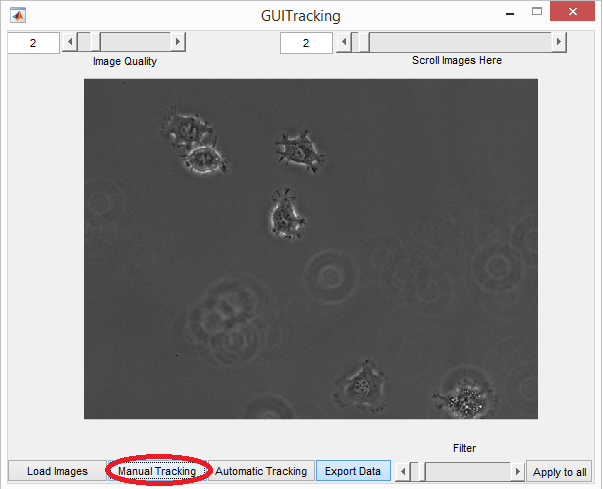 GUITracking
2
2
Image Quality
Scroll Images Here
Filter
Load Images
Manual Tracking
Automatic Tracking
Export Data
Apply to all